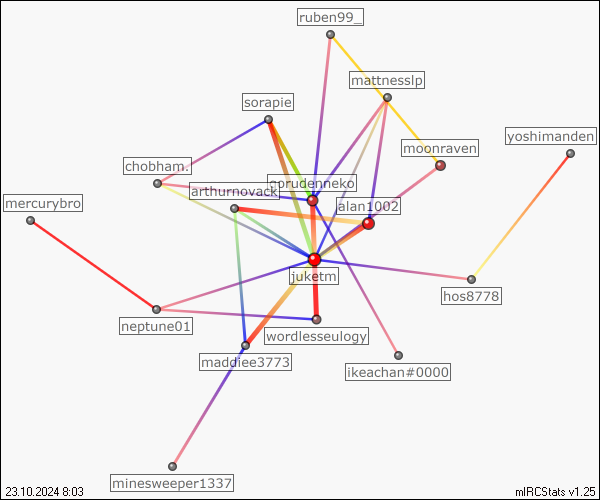 ruben99_
mattnesslp
sorapie
yoshimanden
moonraven
chobham.
oprudenneko
arthurnovack
mercurybro
alan1002
juketm
hos8778
neptune01
wordlesseulogy
maddiee3773
ikeachan#0000
minesweeper1337
23.10.2024 8:03
mIRCStats v1.25